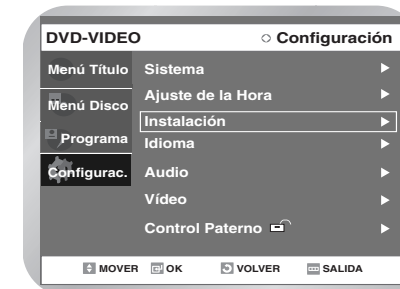 DVD-VIDEO Configuración
Menú Título
Menú Disco
Programa
Configurac.
Sistema
Ajuste de la Hora
Instalación
Idioma
Audio
Vídeo
Control Paterno
MOVER OK VOLVER SALIDA